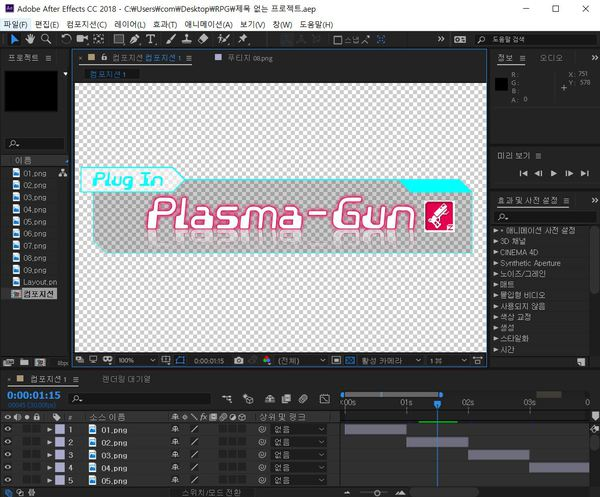 Adobe After Effects CC 2018 - C:₩Users₩com₩Desktop₩RPG₩제목 없는 프로젝트.aep
파일(F) 편집(E) 컴포지션(C) 레이어(L) 효과(T) 애니메이션(A) 보기(V) 창(W) 도움말(H)
스냅
도움말 검색
프로젝트
컴포지션 컴포지션 1
푸티지 08.png
정보
오디오
컴포지션 1
R :
G :
B :
A : 0
X : 751
Y : 578
이름
01.png
02.png
03.png
04.png
05.png
06.png
07.png
08.png
09.png
Layout.pn
컴포지션
Plug In
Plasma-Gun
미리 보기
효과 및 사전 설정
* 애니메이션 사전 설정
3D 채널
CINEMA 4D
Synthetic Aperture
노이즈/그레인
매트
몰입형 비디오
사용되지 않음
색상 교정
생성
스타일화
시간
8bpc
100%
0:00:01:15
(전체)
활성 카메라
컴포지션 1
렌더링 대기열
0:00:01:15
00045 (30.00fps)
:00s
01s
02s
03s
# 소스 이름
상위 및 링크
1 01.png 없음
2 02.png 없음
3 03.png 없음
4 04.png 없음
5 05.png 없음
스위치/모드 전환